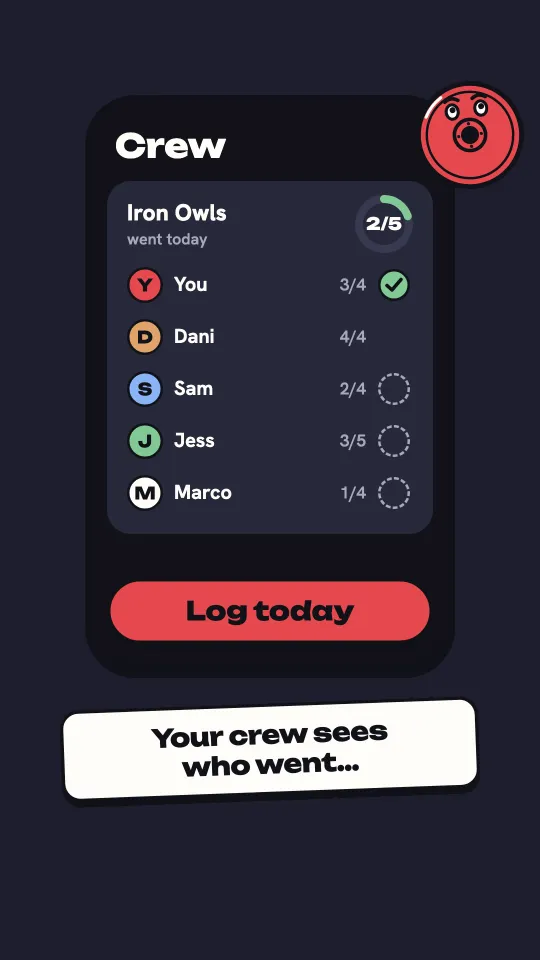 Crew
Iron Owls
went today
2/5
Y You 3/4
D Dani 4/4
S Sam 2/4
J Jess 3/5
M Marco 1/4
Log today
Your crew sees
who went...